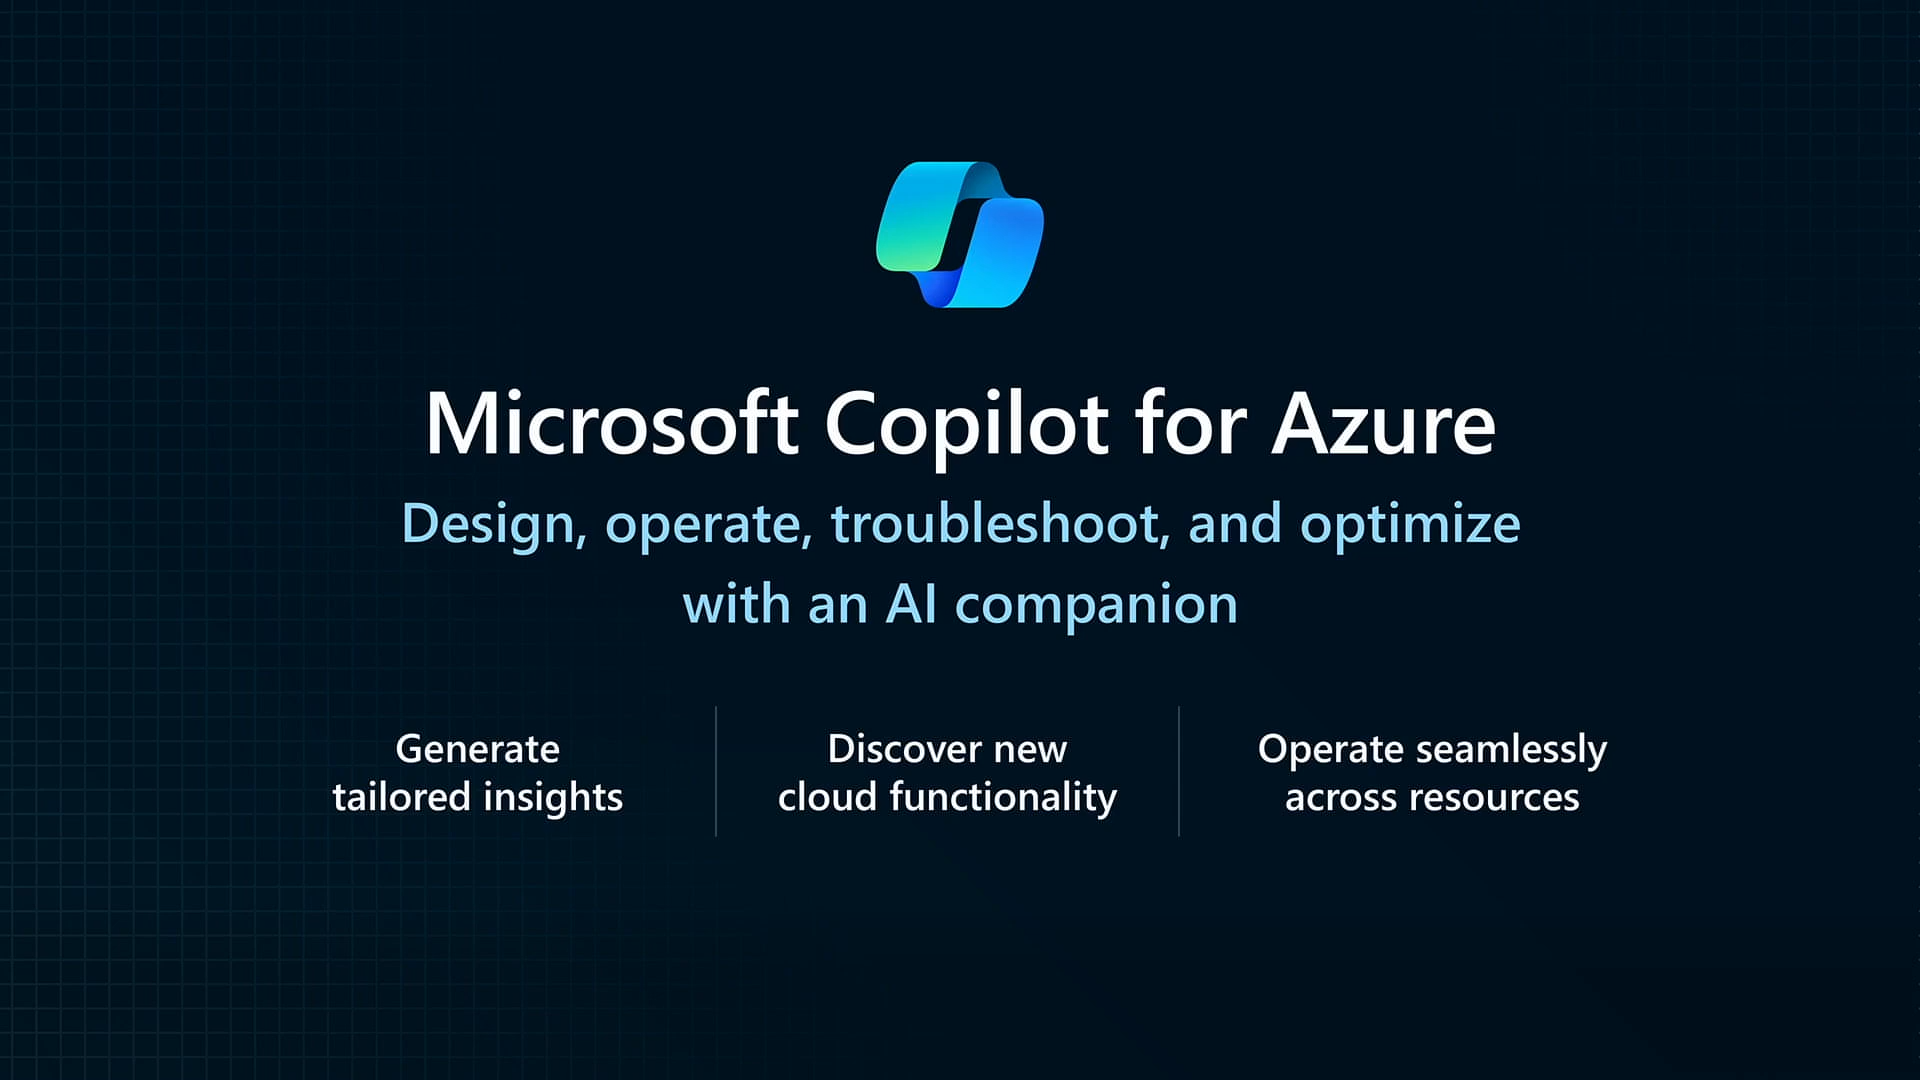 Microsoft Copilot for Azure
Design, operate, troubleshoot, and optimize
with an AI companion
Generate
tailored insights
Discover new
cloud functionality
Operate seamlessly
across resources